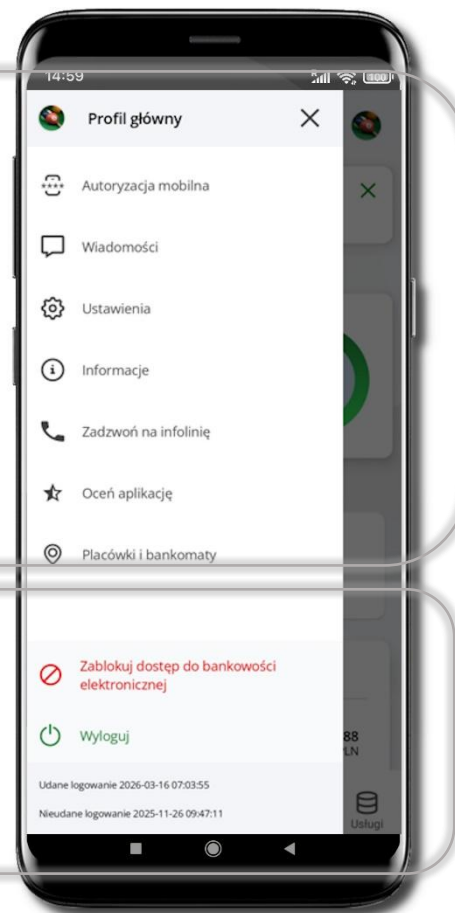 14:59
100
Profil główny
Autoryzacja mobilna
Wiadomości
Ustawienia
Informacje
Zadzwoń na infolinię
Oceń aplikację
Placówki i bankomaty
Zablokuj dostęp do bankowości
elektronicznej
Wyloguj
88
PLN
Udane logowanie 2026-03-16 07:03:55
Nieudane logowanie 2025-11-26 09:47:11
Usługi